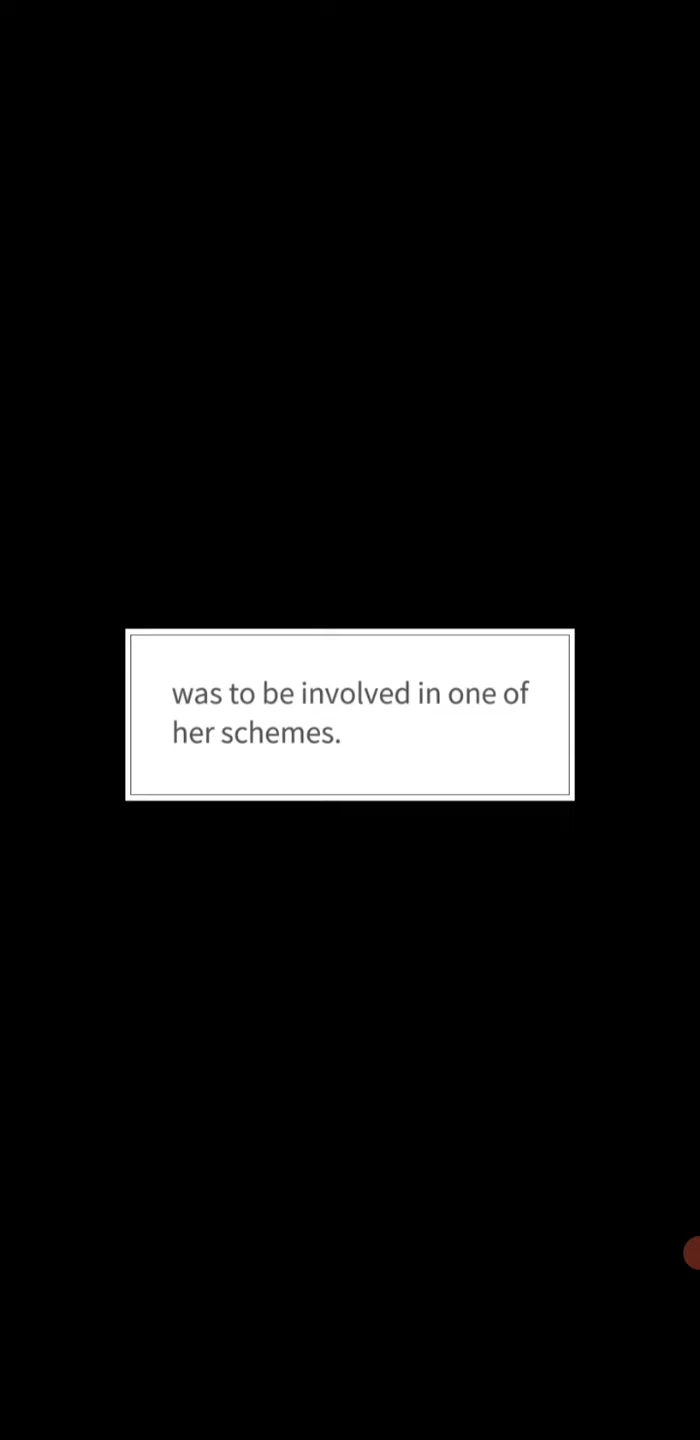 was to be involved in one of
her schemes.